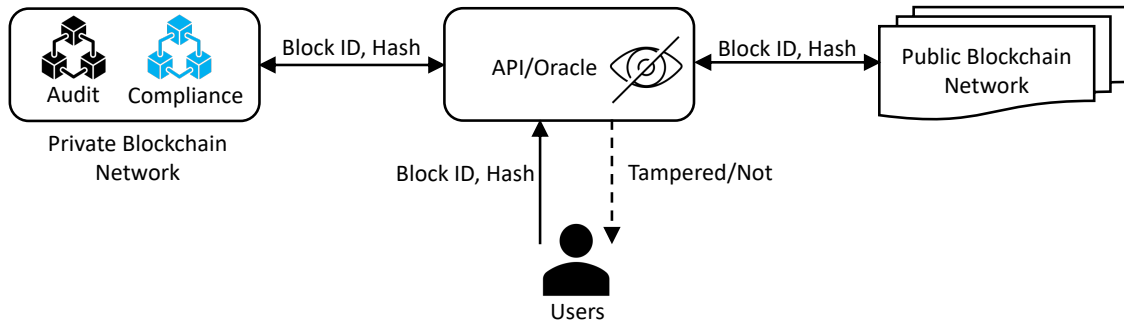 Audit
Compliance
Private Blockchain
Network
Block ID, Hash
API/Oracle
Block ID, Hash
Public Blockchain
Network
Block ID, Hash
Tampered/Not
Users